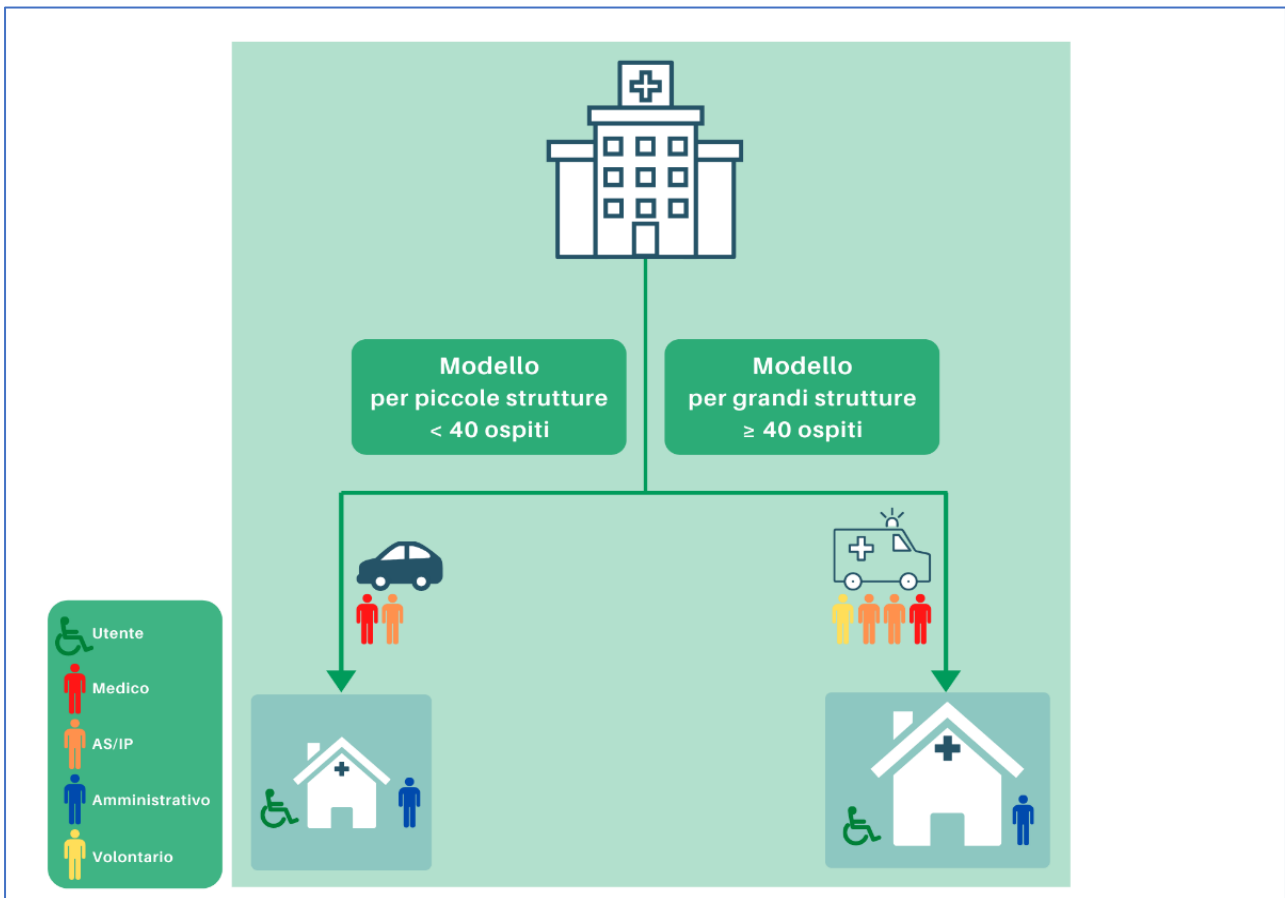 Modello
per piccole strutture
< 40 ospiti
Modello
per grandi strutture
≥ 40 ospiti
Utente
Medico
AS/IP
Amministrativo
Volontario